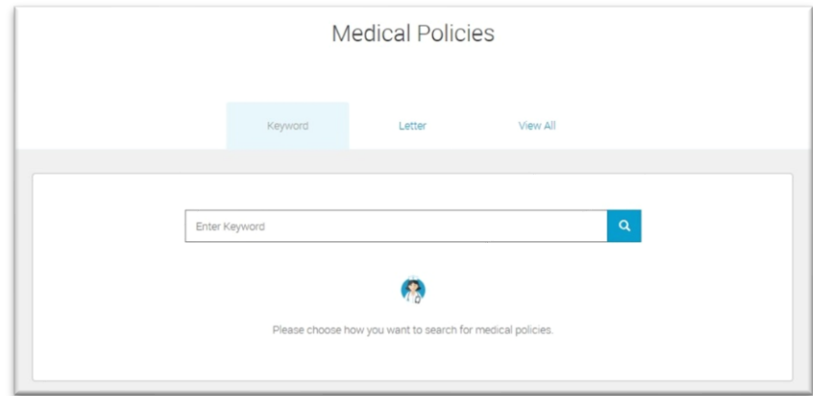 Medical Policies
Keyword Letter View All
Enter Keyword
Please choose how you want to search for medical policies.